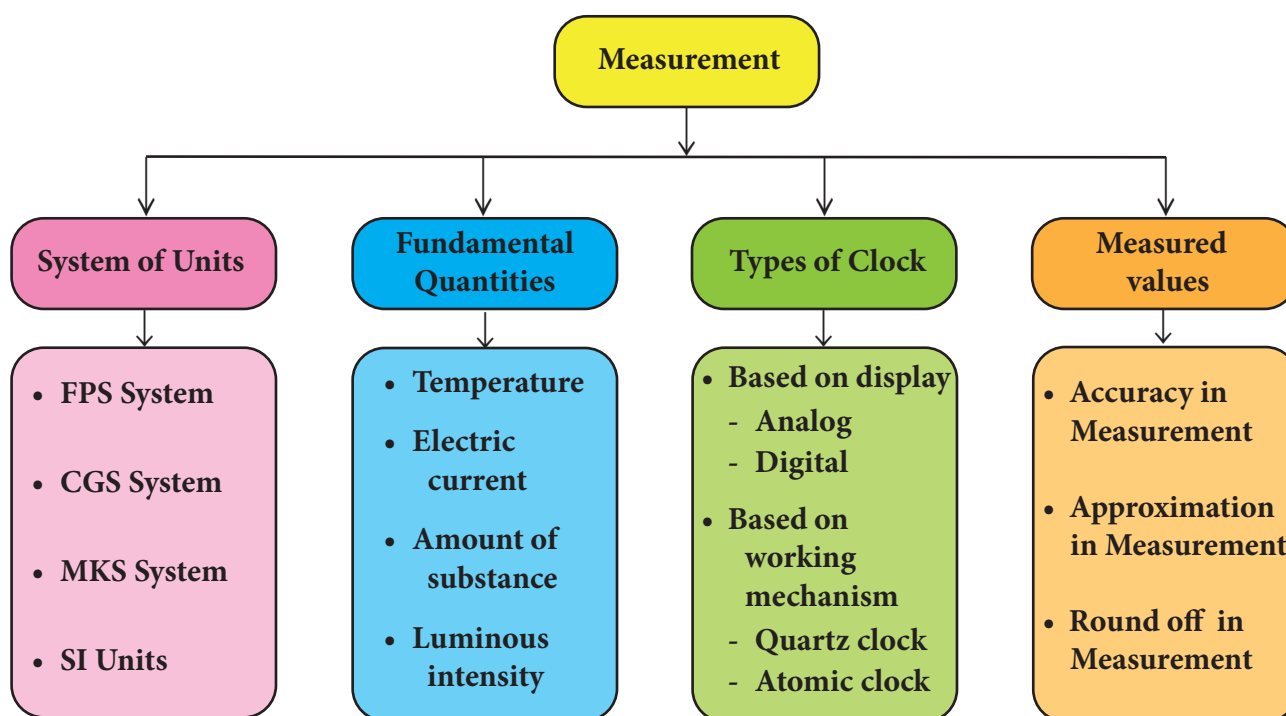 Measurement
System of Units
Fundamental
Quantities
Types of Clock
Measured
values
• FPS System
• CGS System
• MKS System
• SI Units
• Temperature
• Electric
current
• Amount of
substance
• Luminous
intensity
• Based on display
- Analog
- Digital
• Based on
working
mechanism
- Quartz clock
- Atomic clock
• Accuracy in
Measurement
• Approximation
in Measurement
• Round off in
Measurement